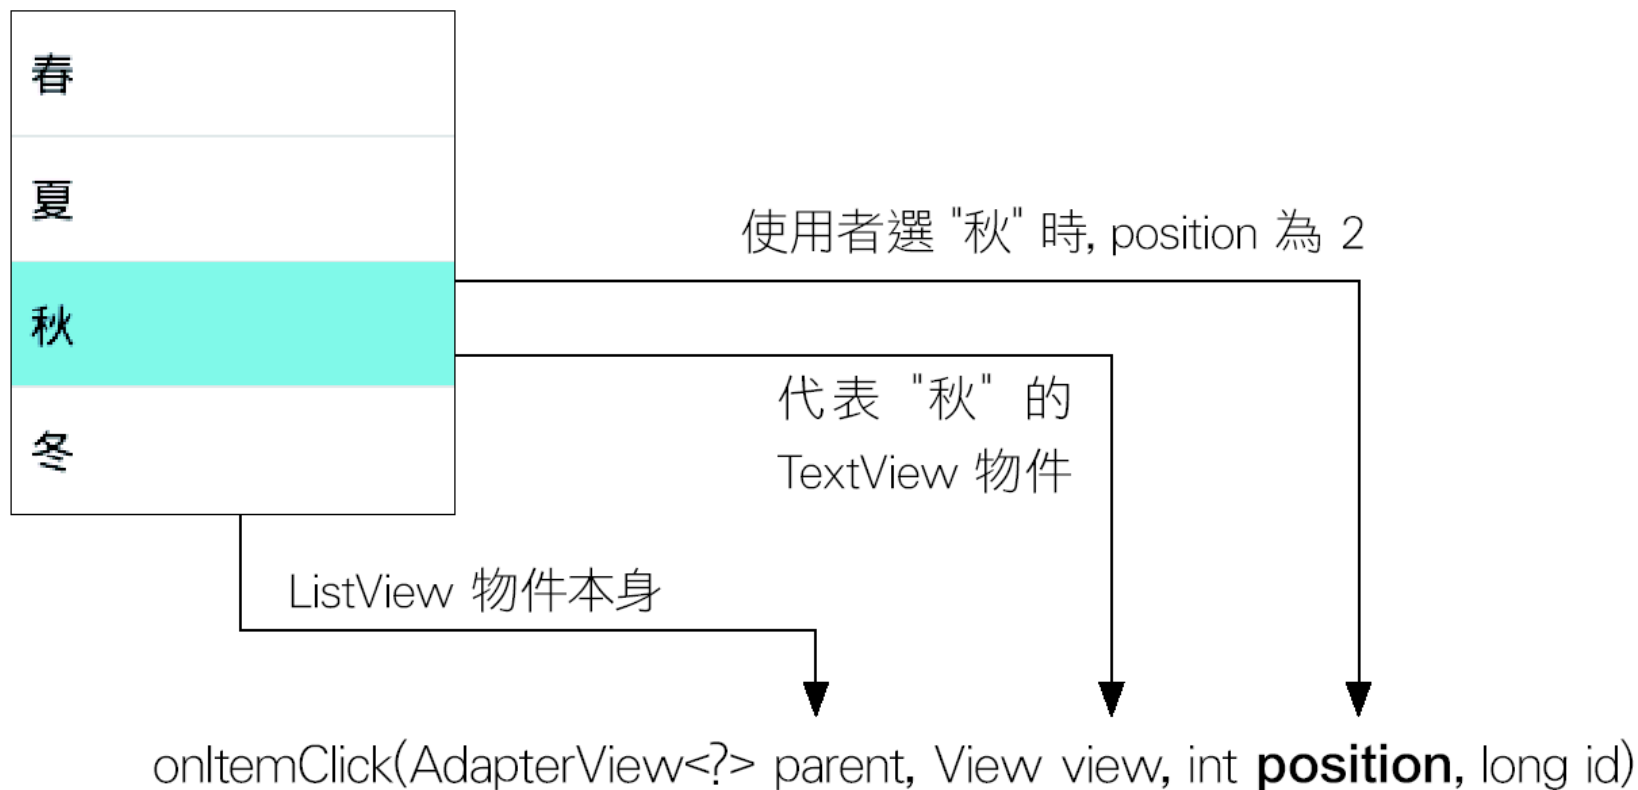 春
夏
秋
冬
使用者選 "秋" 時, position 為 2
代表 "秋" 的
TextView 物件
ListView 物件本身
onItemClick(AdapterView<?> parent, View view, int position, long id)